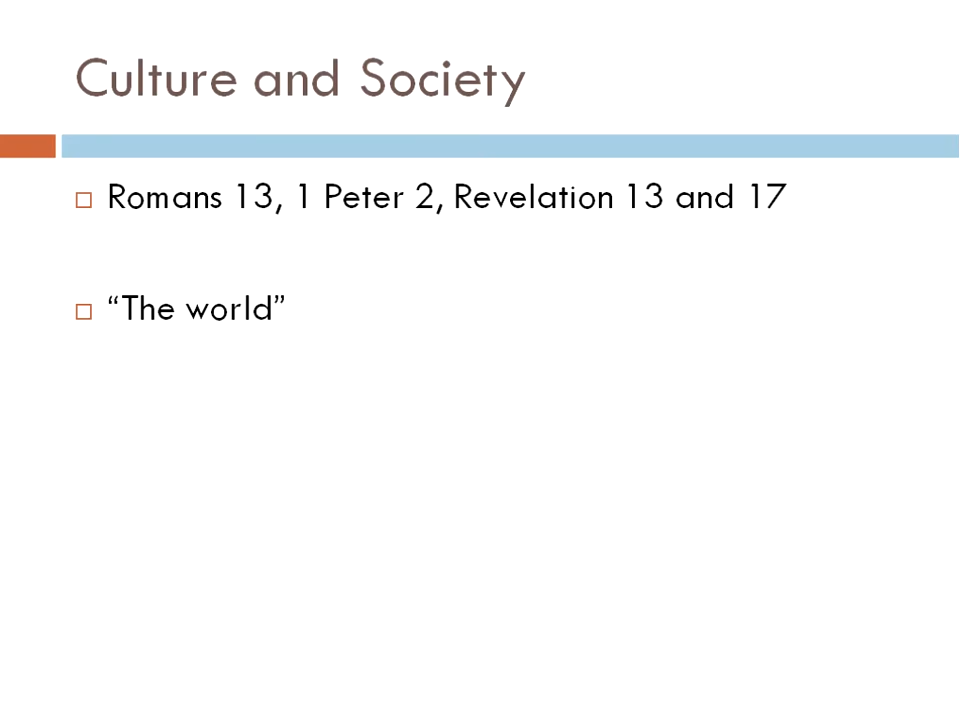 Culture and Society
Romans 13, 1 Peter 2, Revelation 13 and 17
“The world”